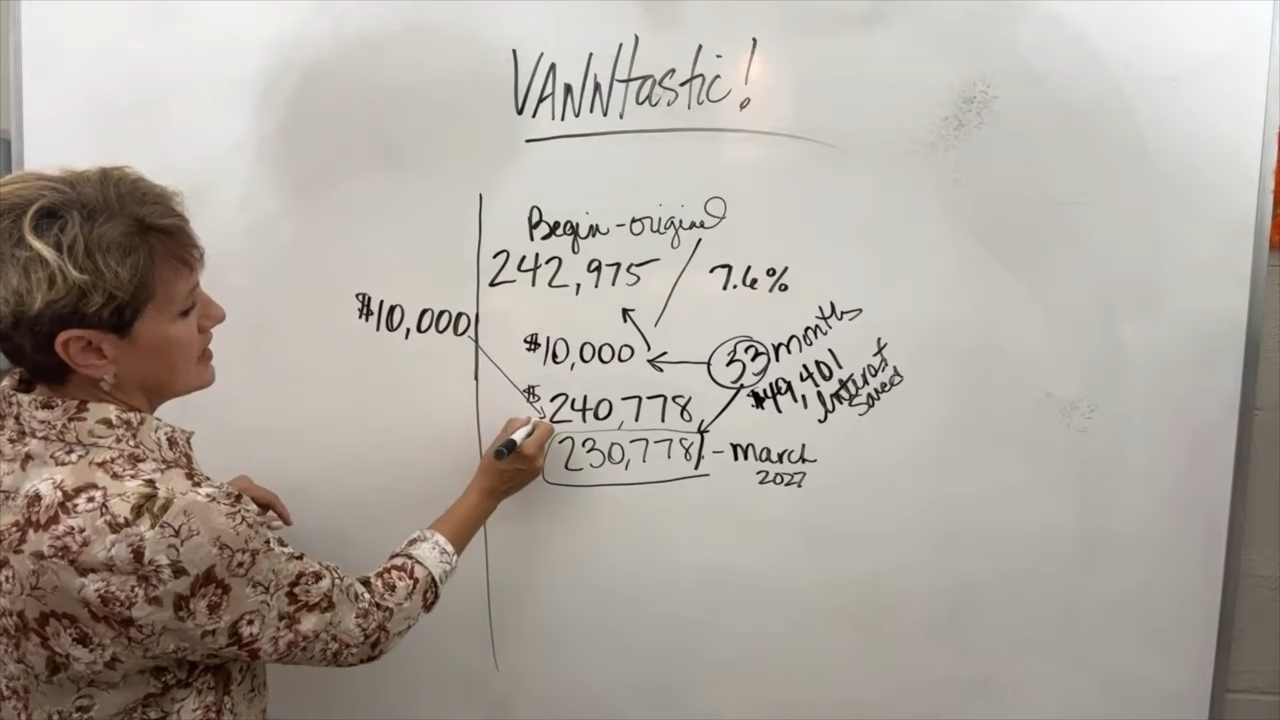 VANNtastic!
Begin-original
242,975
7.6%
$10,000
$10,000
53 months
$49,401
interest
saved
$240,778
230,778
- March
2027